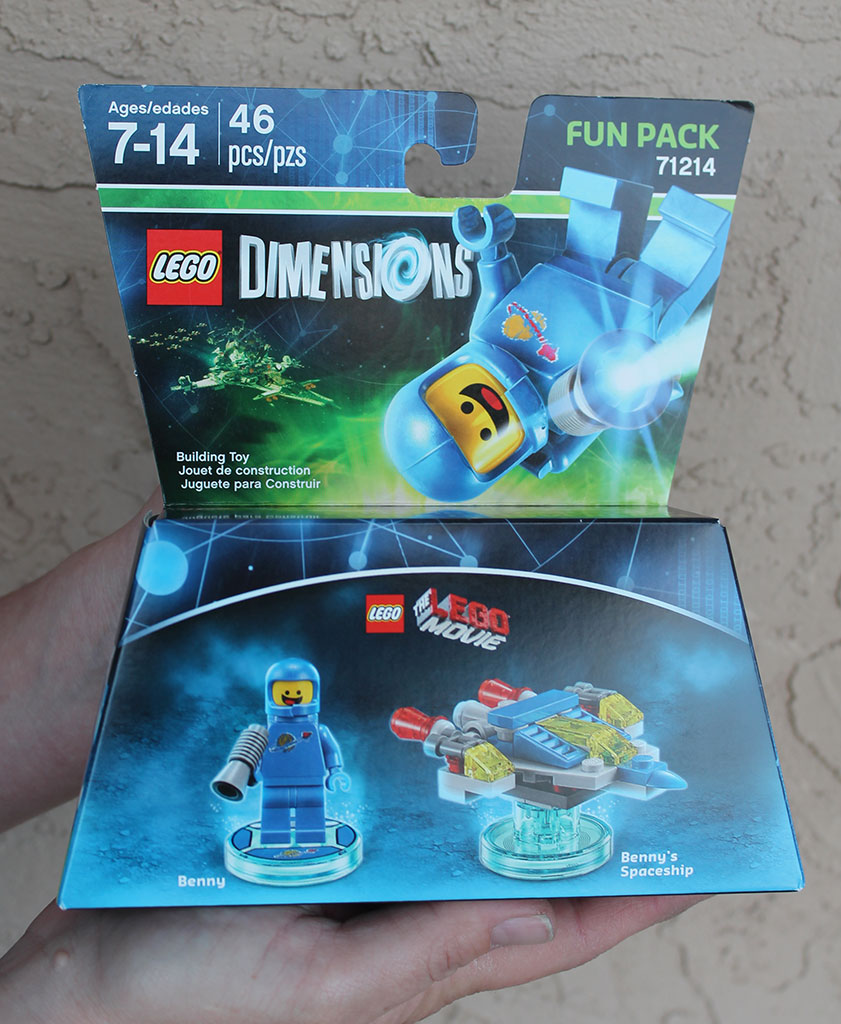 Ages/edades
7-14
46
pcs/pzs
FUN PACK
71214
LEGO
DIMENSIONS
Building Toy
Jouet de construction
Juguete para Construir
LEGO
THE LEGO MOVIE
Benny
Benny's
Spaceship